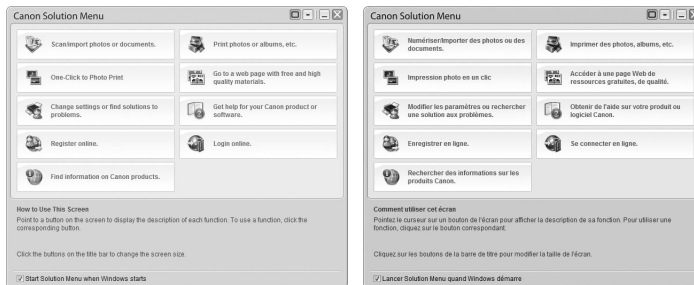 Canon Solution Menu
Scan/import photos or documents.
Print photos or albums, etc.
One-Click to Photo Print
Go to a web page with free and high
quality materials.
Change settings or find solutions to
problems.
Get help for your Canon product or
software.
Register online.
Login online.
Find information on Canon products.
How to Use This Screen
Point to a button on the screen to display the description of each function. To use a function, click the
corresponding button.
Click the buttons on the title bar to change the screen size.
Start Solution Menu when Windows starts
Canon Solution Menu
Numériser/Importer des photos ou des
documents.
Imprimer des photos, albums, etc.
Impression photo en un clic
Accéder à une page Web de
ressources gratuites, de qualité.
Modifier les paramètres ou rechercher
une solution aux problèmes.
Obtenir de l'aide sur votre produit ou
logiciel Canon.
Enregistrer en ligne.
Se connecter en ligne.
Rechercher des informations sur les
produits Canon.
Comment utiliser cet écran
Pointez le curseur sur un bouton de l'écran pour afficher la description de sa fonction. Pour utiliser une
fonction, cliquez sur le bouton correspondant.
Cliquez sur les boutons de la barre de titre pour modifier la taille de l'écran.
Lancer Solution Menu quand Windows démarre